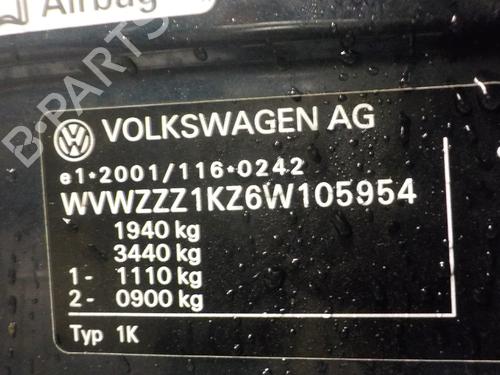 Airbag
B-PARTS
VOLKSWAGEN AG
e1*2001/116*0242
WVWZZZ1KZ6W105954
1940 kg
3440 kg
1- 1110 kg
2- 0900 kg
Typ 1K